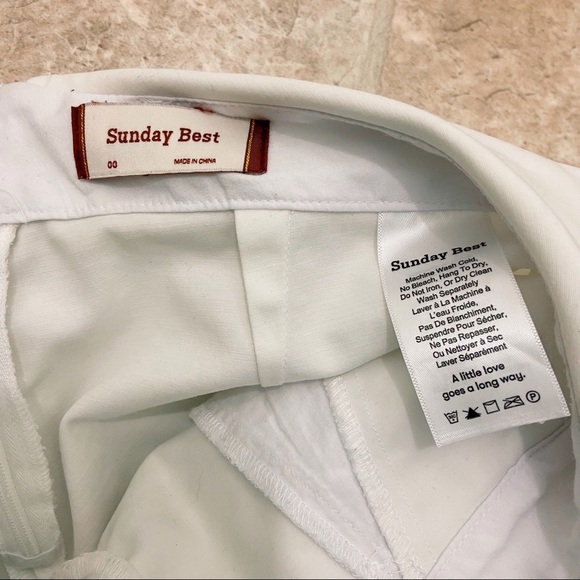 Sunday Best
00 MADE IN CHINA
Sunday Best
Machine Wash Cold,
No Bleach, Hang To Dry,
Do Not Iron, Or Dry Clean
Wash Separately
Laver À La Machine À
L'eau Froide,
Pas De Blanchiment,
Suspendre Pour Sécher,
Ne Pas Repasser,
Ou Nettoyer À Sec
Laver Séparément
A little love
goes a long way.